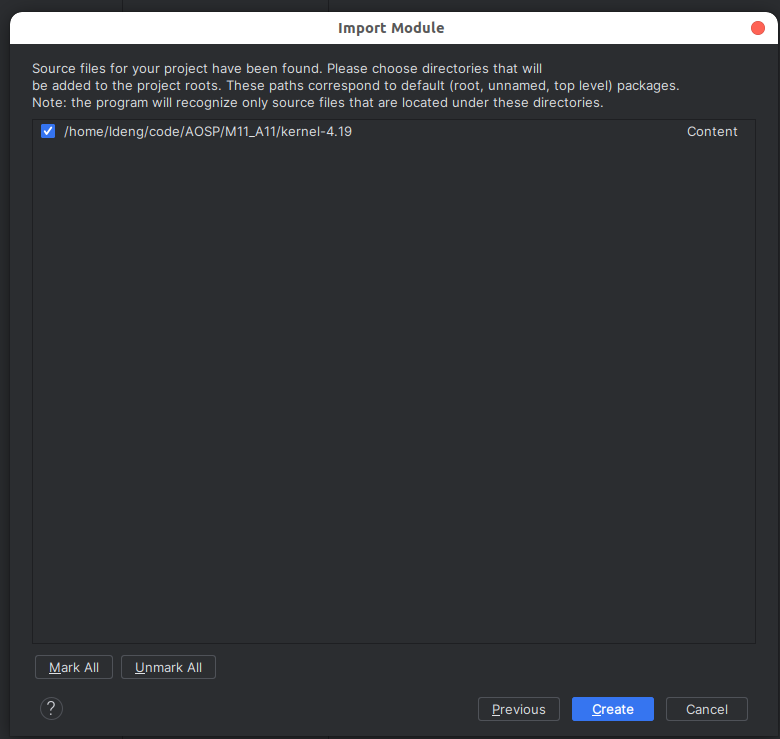 Import Module
Source files for your project have been found. Please choose directories that will
be added to the project roots. These paths correspond to default (root, unnamed, top level) packages.
Note: the program will recognize only source files that are located under these directories.
/home/ldeng/code/AOSP/M11_A11/kernel-4.19 Content
Mark All Unmark All
? Previous Create Cancel